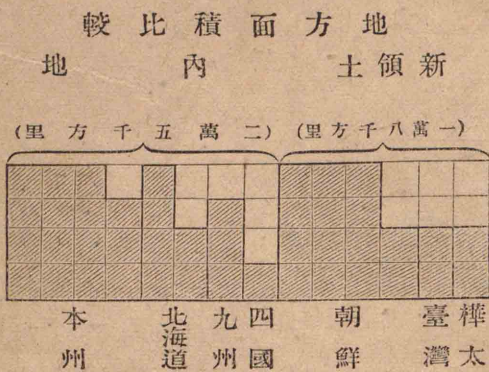 地方面積比較
新領土
內地
(一萬八千方里)
(二萬五千方里)
樺太
臺灣
朝鮮
四國
九州
北海道
本州